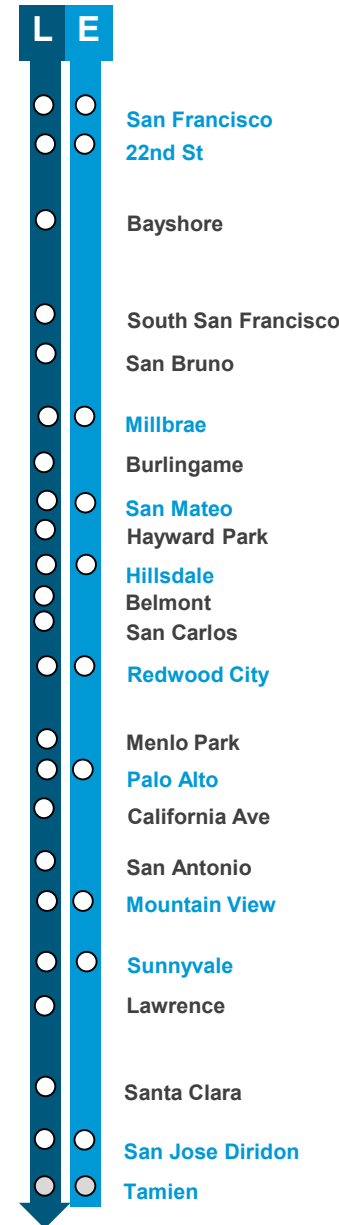 L E
San Francisco
22nd St
Bayshore
South San Francisco
San Bruno
Millbrae
Burlingame
San Mateo
Hayward Park
Hillsdale
Belmont
San Carlos
Redwood City
Menlo Park
Palo Alto
California Ave
San Antonio
Mountain View
Sunnyvale
Lawrence
Santa Clara
San Jose Diridon
Tamien